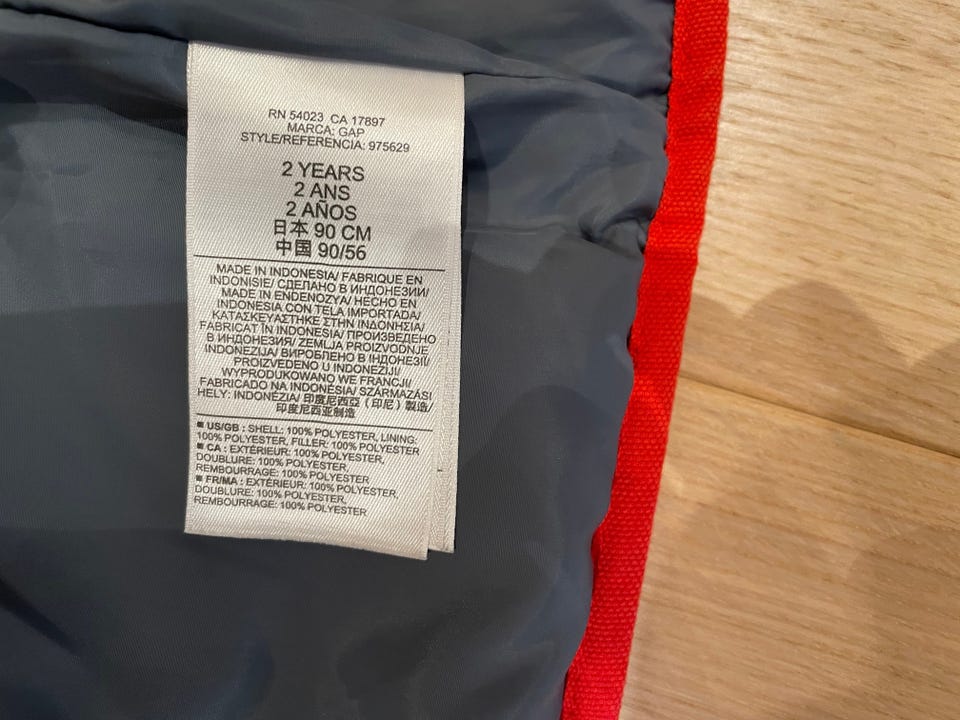 RN 54023 CA 17897
MARCA: GAP
STYLE/REFERENCIA: 975629
2 YEARS
2 ANS
2 AÑOS
日本 90 CM
中国 90/56
MADE IN INDONESIA/ FABRIQUE EN
INDONISIE/ СДЕЛАНО В ИНДОНЕЗИИ/
MADE IN ENDENOZYA/ HECHO EN
INDONESIA CON TELA IMPORTADA/
ΚΑΤΑΣΚΕΥΑΣΤΗΚΕ ΣΤΗΝ ΙΝΔΟΝΗΣΙΑ/
FABRICAT ÎN INDONESIA/ ПРОИЗВЕДЕНО
В ИНДОНЕЗИЯ/ ZEMLJA PROIZVODNJE
INDONEZIJA/ ВИРОБЛЕНО В ІНДОНЕЗІЇ/
PROIZVEDENO U INDONEZIJI/
WYPRODUKOWANO WE FRANCJI/
FABRICADO NA INDONÉSIA/ SZÁRMAZÁSI
HELY: INDONÉZIA/ 印度尼西亞 (印尼) 製造/
印度尼西亚制造
■ US/GB : SHELL: 100% POLYESTER, LINING:
100% POLYESTER, FILLER: 100% POLYESTER
■ CA : EXTÉRIEUR: 100% POLYESTER,
DOUBLURE: 100% POLYESTER,
REMBOURRAGE: 100% POLYESTER
■ FR/MA : EXTÉRIEUR: 100% POLYESTER,
DOUBLURE: 100% POLYESTER,
REMBOURRAGE: 100% POLYESTER